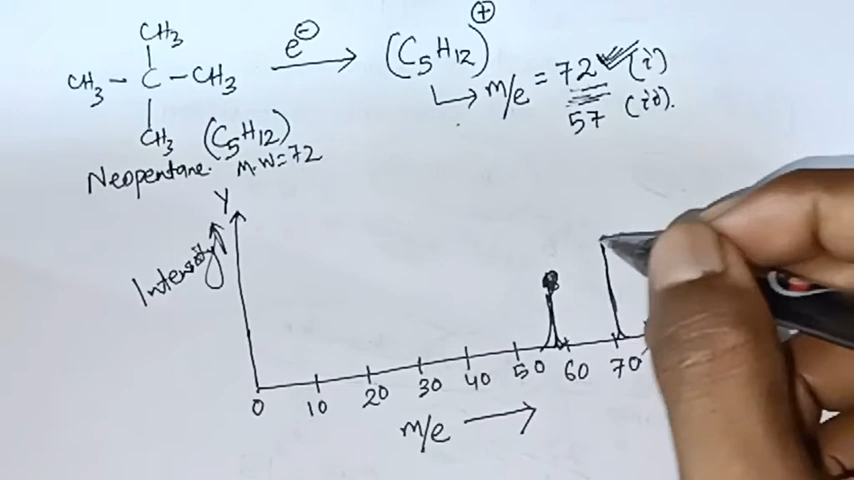 CH₃
CH₃ – C – CH₃
CH₃
e⊖
(C₅H₁₂)⊕
m/e = 72 (i)
57 (ii).
(C₅H₁₂)
Neopentane. M.W=72
Y
Intensity
0 10 20 30 40 50 60 70
m/e